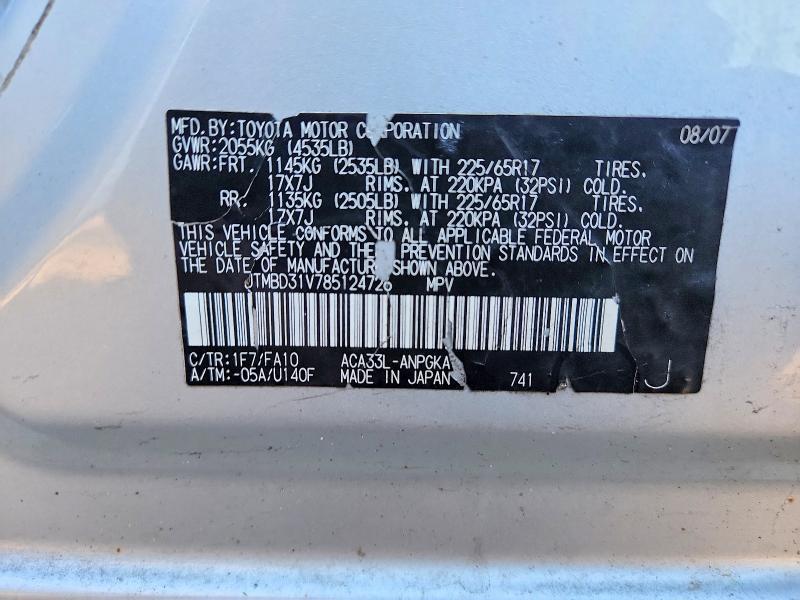 MFD. BY: TOYOTA MOTOR CORPORATION 08/07
GVWR: 2055KG (4535LB)
GAWR: FRT. 1145KG (2535LB) WITH 225/65R17 TIRES.
17X7J RIMS. AT 220KPA (32PSI) COLD.
RR. 1135KG (2505LB) WITH 225/65R17 TIRES.
17X7J RIMS. AT 220KPA (32PSI) COLD.
THIS VEHICLE CONFORMS TO ALL APPLICABLE FEDERAL MOTOR
VEHICLE SAFETY AND THEFT PREVENTION STANDARDS IN EFFECT ON
THE DATE OF MANUFACTURE SHOWN ABOVE.
JTMBD31V785124726 MPV
C/TR: 1F7/FA10 ACA33L-ANPGKA
A/TM: -05A/U140F MADE IN JAPAN 741 J